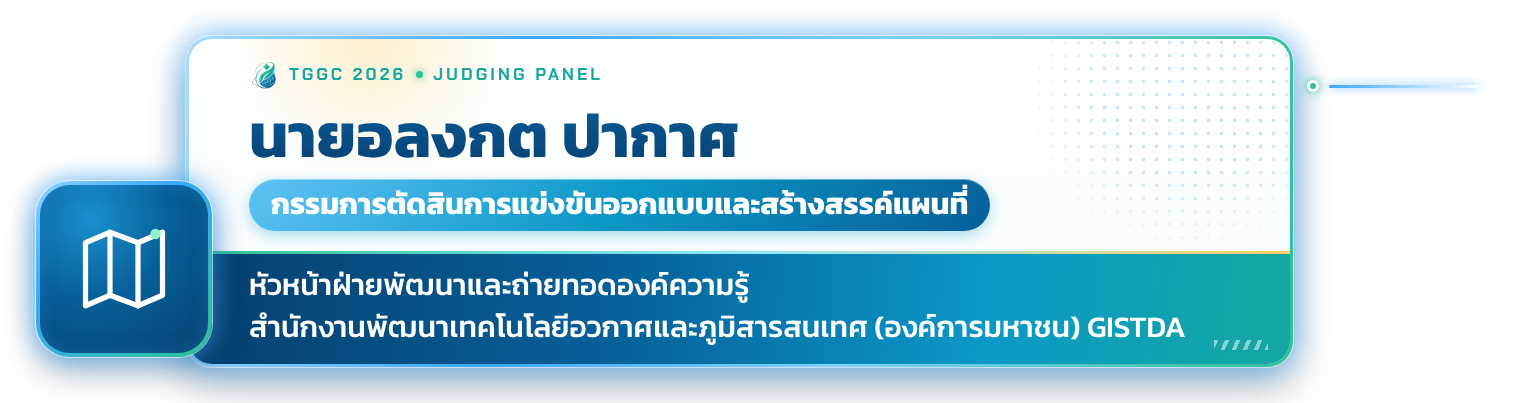 TGGC 2026 • JUDGING PANEL
นายอลงกต ปากาศ
กรรมการตัดสินการแข่งขันออกแบบและสร้างสรรค์แผนที่
หัวหน้าฝ่ายพัฒนาและถ่ายทอดองค์ความรู้
สำนักงานพัฒนาเทคโนโลยีอวกาศและภูมิสารสนเทศ (องค์การมหาชน) GISTDA